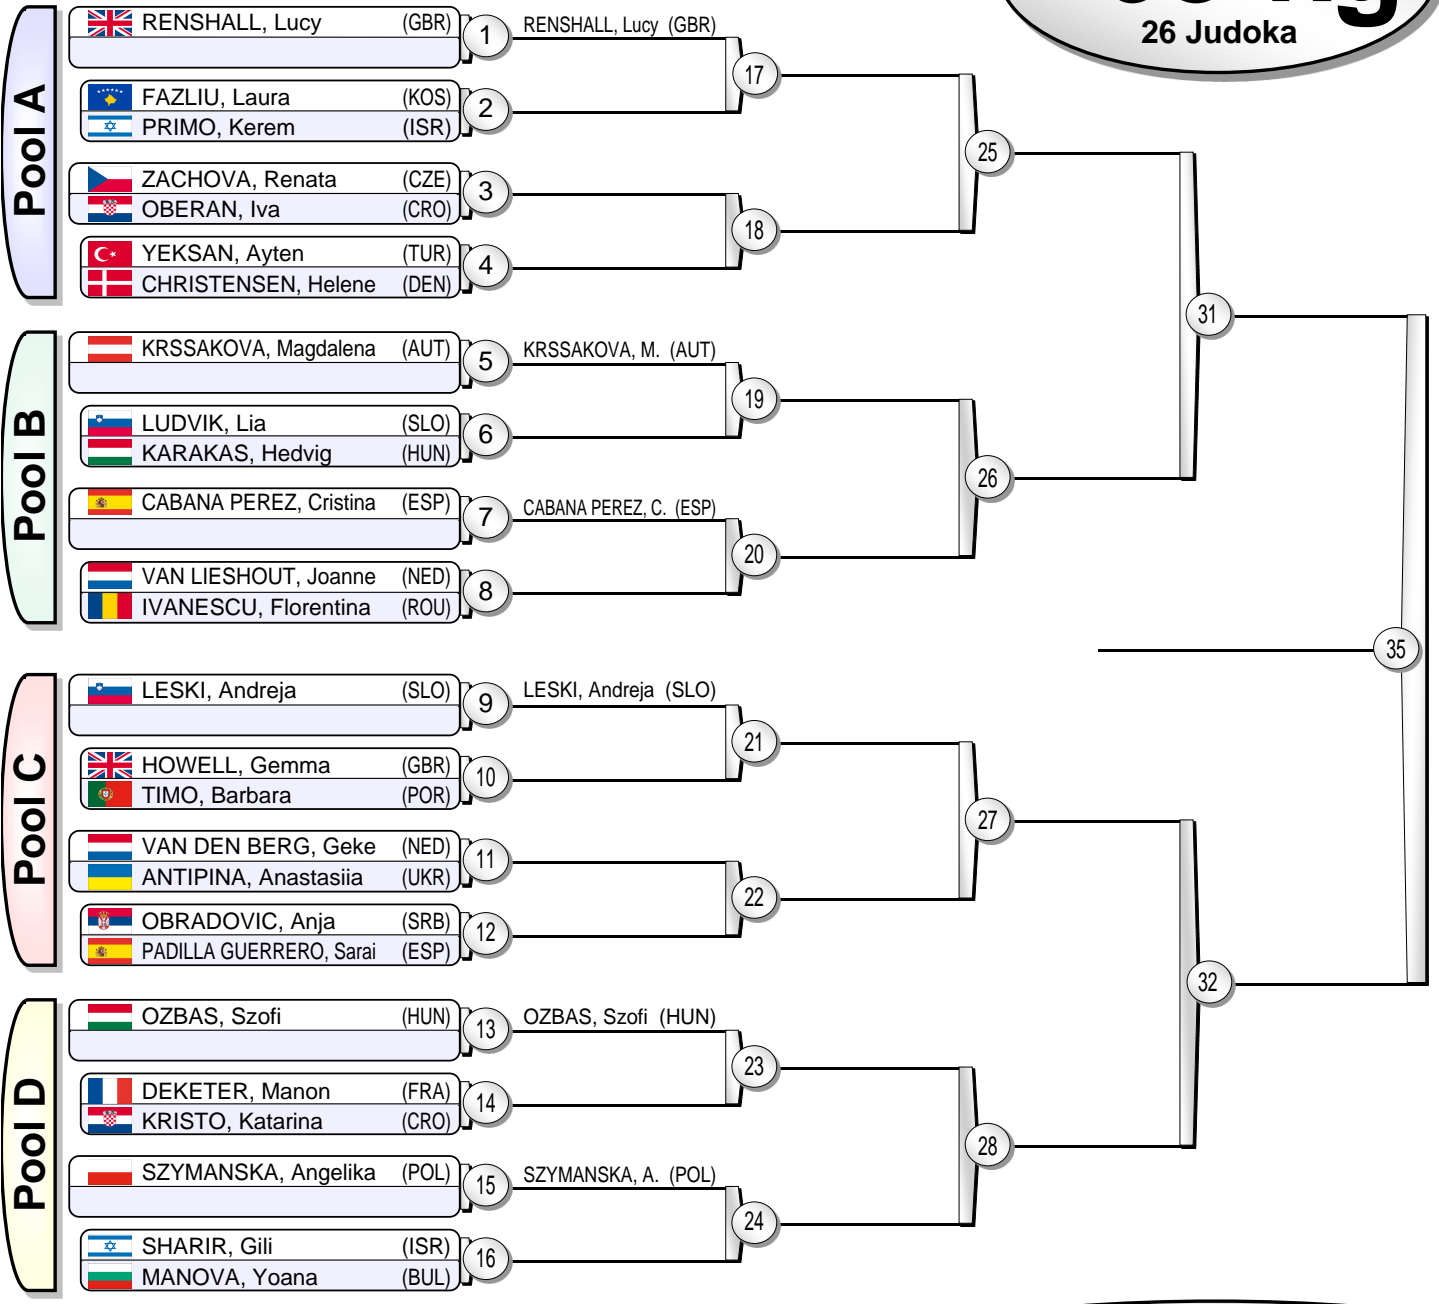 26 Judoka
Pool A
RENSHALL, Lucy (GBR) 1 RENSHALL, Lucy (GBR)
17
FAZLIU, Laura (KOS)
2
PRIMO, Kerem (ISR)
25
ZACHOVA, Renata (CZE)
3
OBERAN, Iva (CRO)
18
YEKSAN, Ayten (TUR)
4
CHRISTENSEN, Helene (DEN)
31
Pool B
KRSSAKOVA, Magdalena (AUT) 5 KRSSAKOVA, M. (AUT)
19
LUDVIK, Lia (SLO)
6
KARAKAS, Hedvig (HUN)
26
CABANA PEREZ, Cristina (ESP) 7 CABANA PEREZ, C. (ESP)
20
VAN LIESHOUT, Joanne (NED)
8
IVANESCU, Florentina (ROU)
35
Pool C
LESKI, Andreja (SLO) 9 LESKI, Andreja (SLO)
21
HOWELL, Gemma (GBR)
10
TIMO, Barbara (POR)
27
VAN DEN BERG, Geke (NED)
11
ANTIPINA, Anastasiia (UKR)
22
OBRADOVIC, Anja (SRB)
12
PADILLA GUERRERO, Sarai (ESP)
32
Pool D
OZBAS, Szofi (HUN) 13 OZBAS, Szofi (HUN)
23
DEKETER, Manon (FRA)
14
KRISTO, Katarina (CRO)
28
SZYMANSKA, Angelika (POL) 15 SZYMANSKA, A. (POL)
24
SHARIR, Gili (ISR)
16
MANOVA, Yoana (BUL)